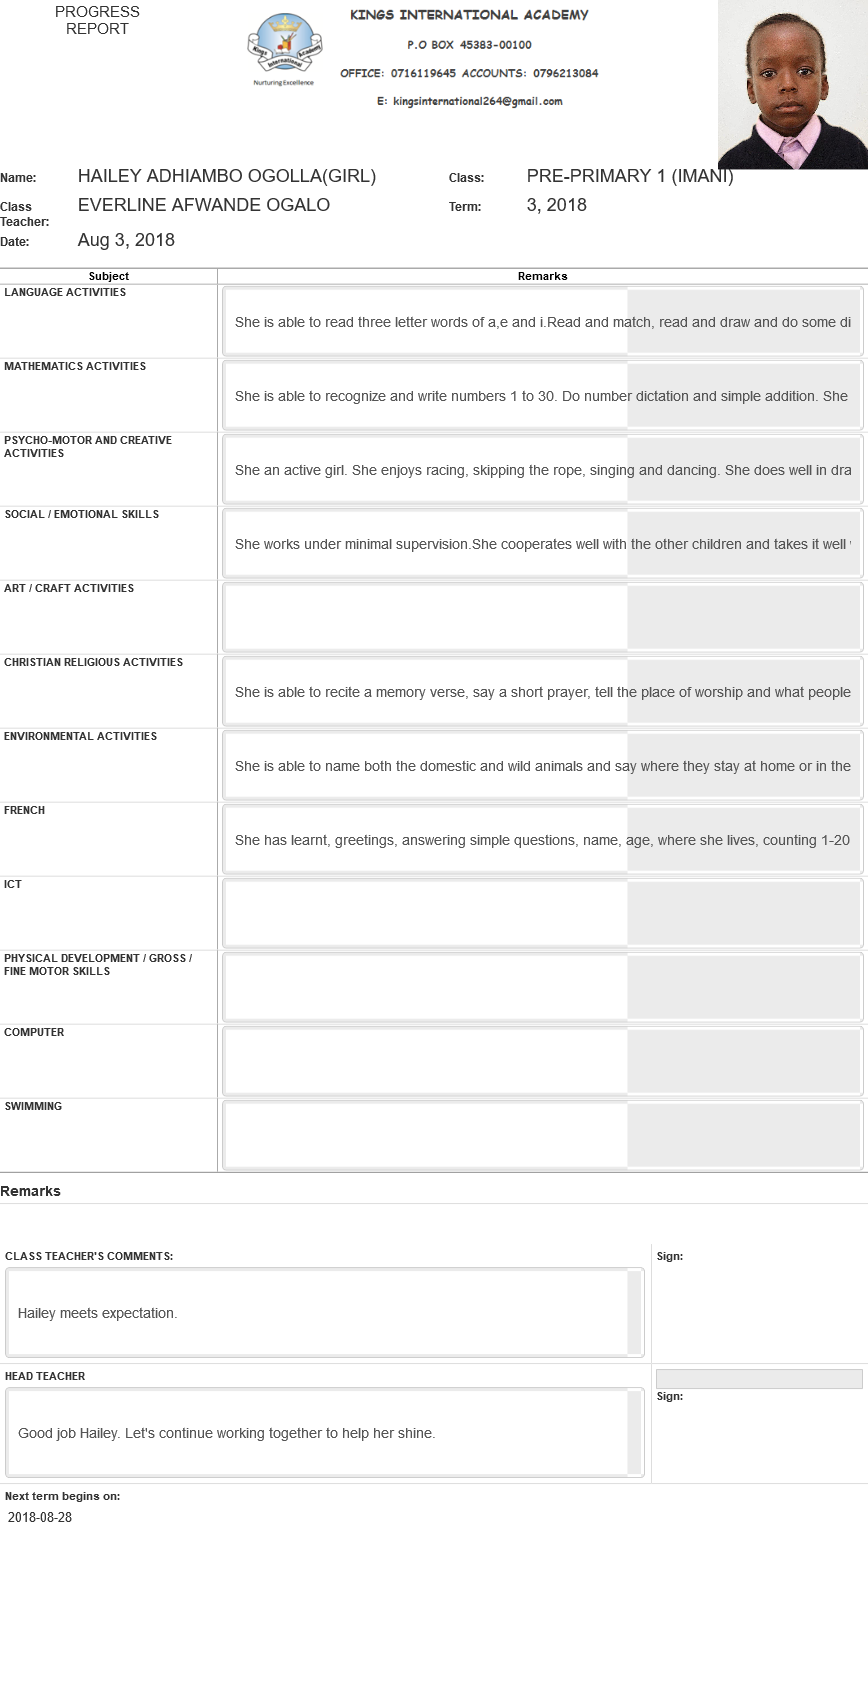 PROGRESS
REPORT
KINGS INTERNATIONAL ACADEMY
P.O BOX 45383-00100
OFFICE: 0716119645 ACCOUNTS: 0796213084
E: kingsinternational264@gmail.com
Kings International Academy
Nurturing Excellence
Name: HAILEY ADHIAMBO OGOLLA(GIRL) Class: PRE-PRIMARY 1 (IMANI)
Class Teacher: EVERLINE AFWANDE OGALO Term: 3, 2018
Date: Aug 3, 2018
Subject Remarks
LANGUAGE ACTIVITIES
She is able to read three letter words of a,e and i.Read and match, read and draw and do some di
MATHEMATICS ACTIVITIES
She is able to recognize and write numbers 1 to 30. Do number dictation and simple addition. She
PSYCHO-MOTOR AND CREATIVE
ACTIVITIES
She an active girl. She enjoys racing, skipping the rope, singing and dancing. She does well in dra
SOCIAL / EMOTIONAL SKILLS
She works under minimal supervision.She cooperates well with the other children and takes it well
ART / CRAFT ACTIVITIES
CHRISTIAN RELIGIOUS ACTIVITIES
She is able to recite a memory verse, say a short prayer, tell the place of worship and what people
ENVIRONMENTAL ACTIVITIES
She is able to name both the domestic and wild animals and say where they stay at home or in the
FRENCH
She has learnt, greetings, answering simple questions, name, age, where she lives, counting 1-20
ICT
PHYSICAL DEVELOPMENT / GROSS /
FINE MOTOR SKILLS
COMPUTER
SWIMMING
Remarks
CLASS TEACHER'S COMMENTS: Sign:
Hailey meets expectation.
HEAD TEACHER
Sign:
Good job Hailey. Let's continue working together to help her shine.
Next term begins on:
2018-08-28